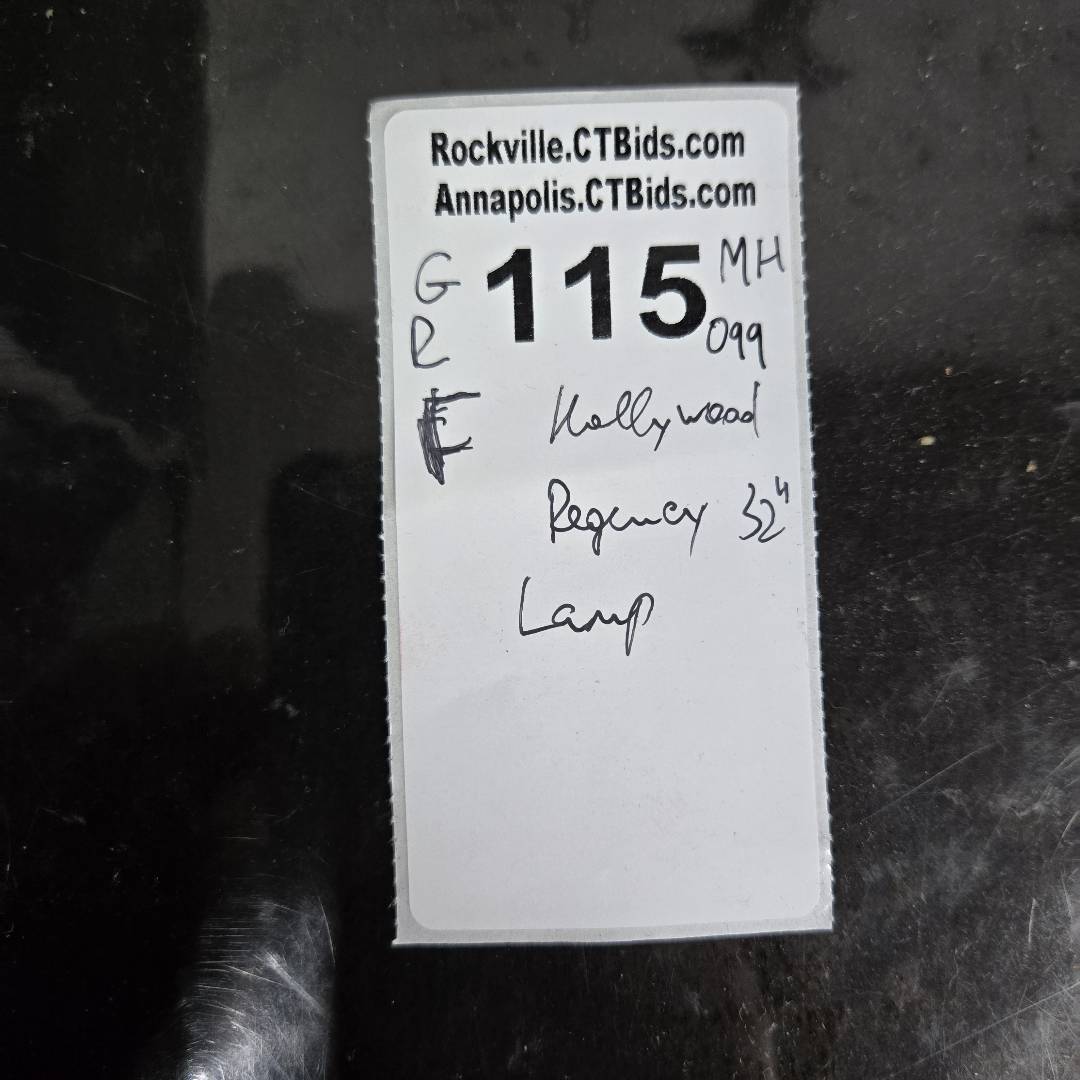 Rockville.CTBids.com
Annapolis.CTBids.com
G 115 MH
R 099
E Hollywood
Regency 32"
Lamp